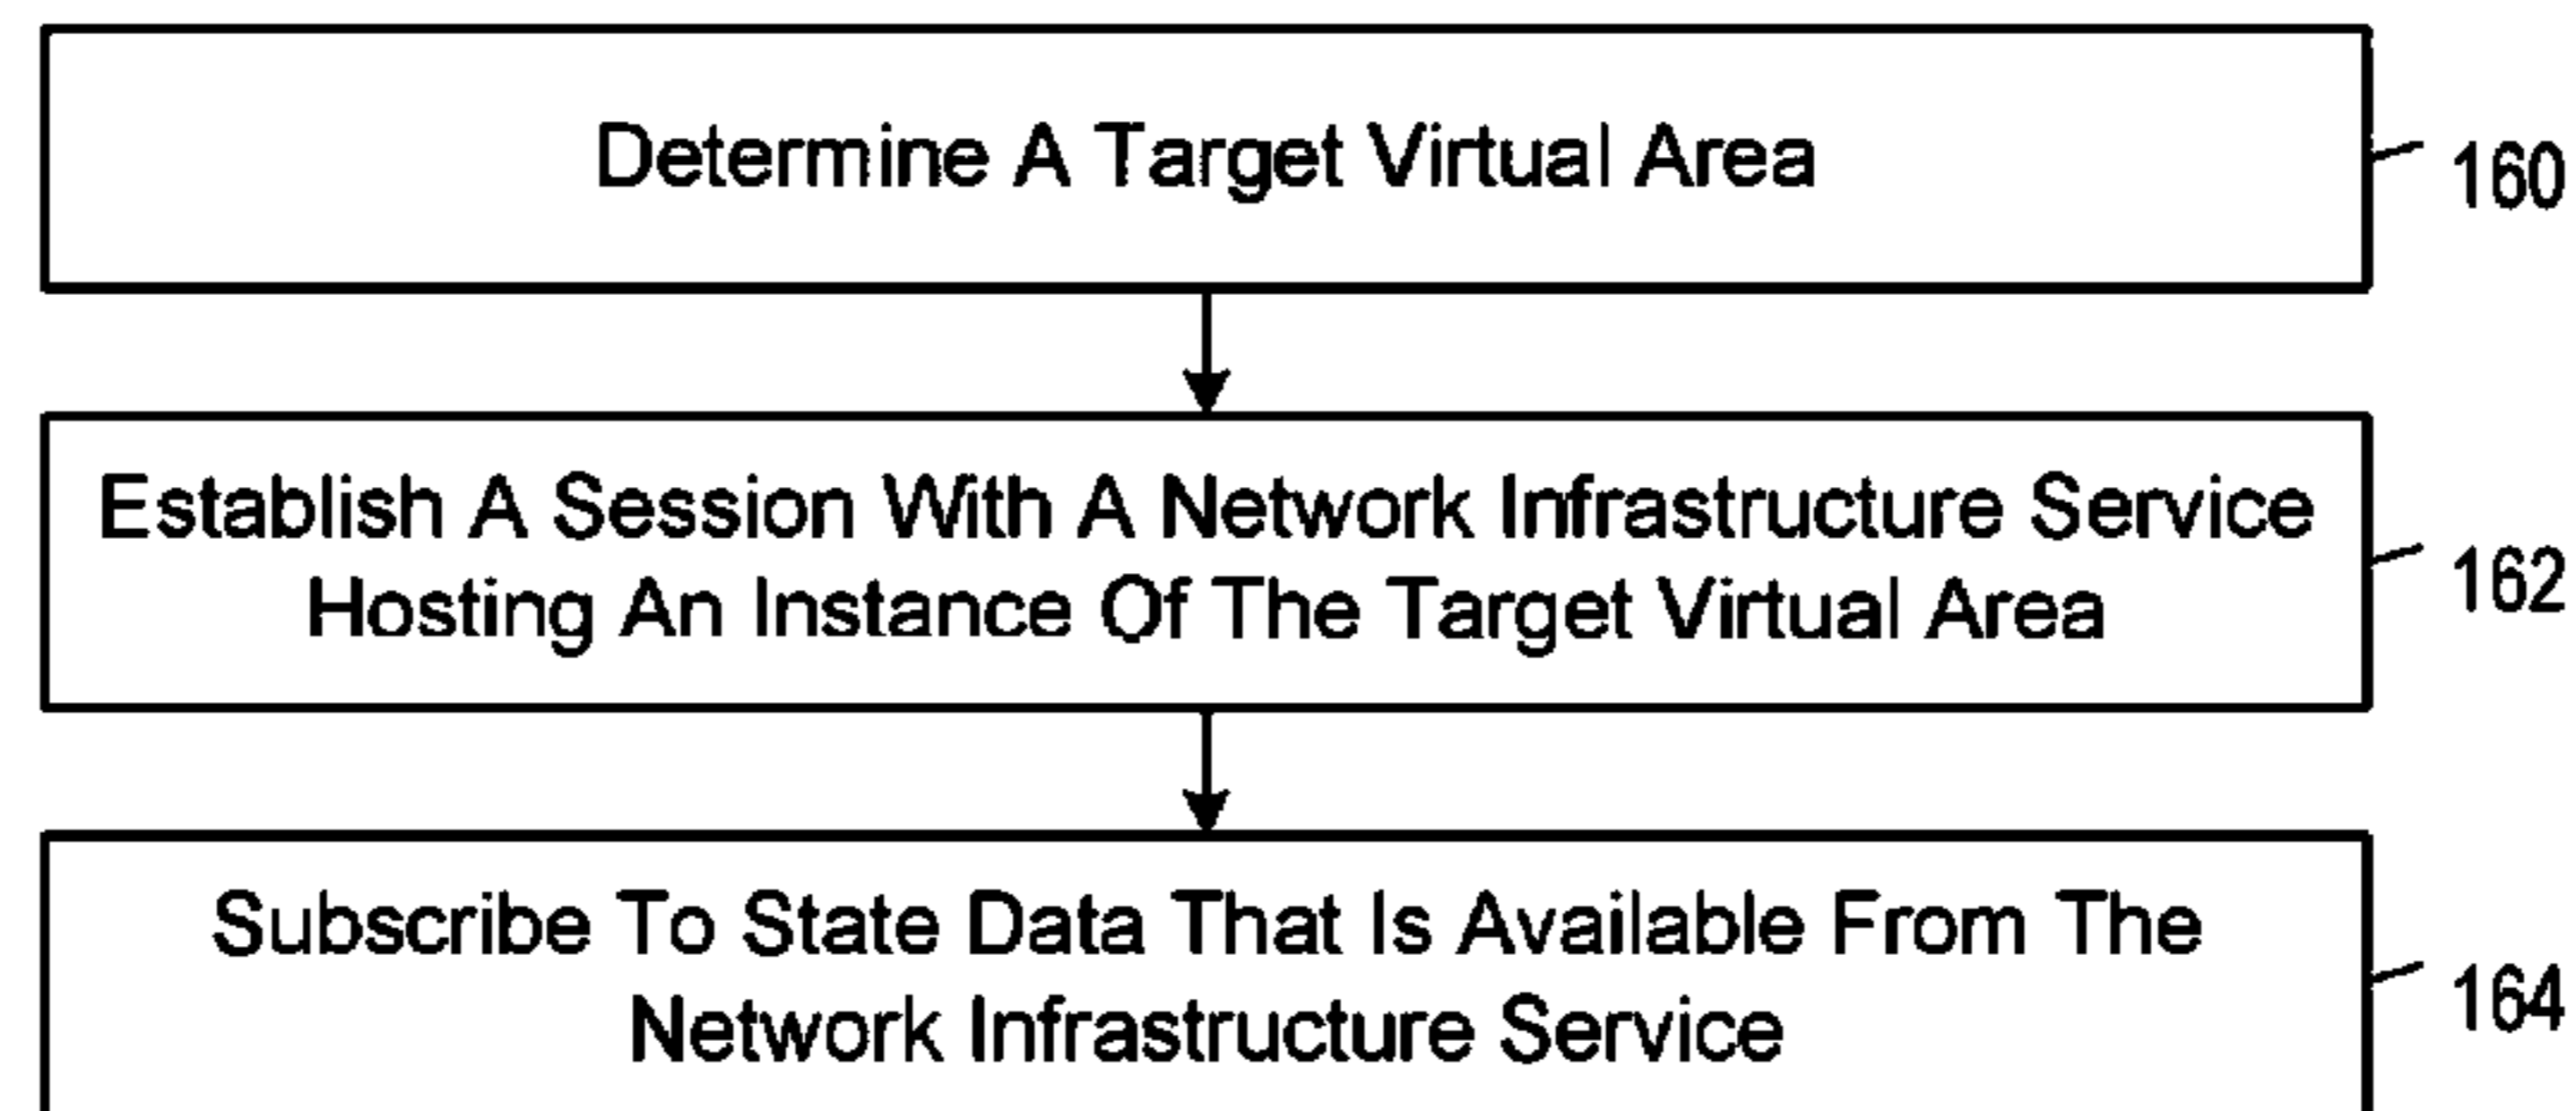 Determine A Target Virtual Area
160
Establish A Session With A Network Infrastructure Service
Hosting An Instance Of The Target Virtual Area
162
Subscribe To State Data That Is Available From The
Network Infrastructure Service
164